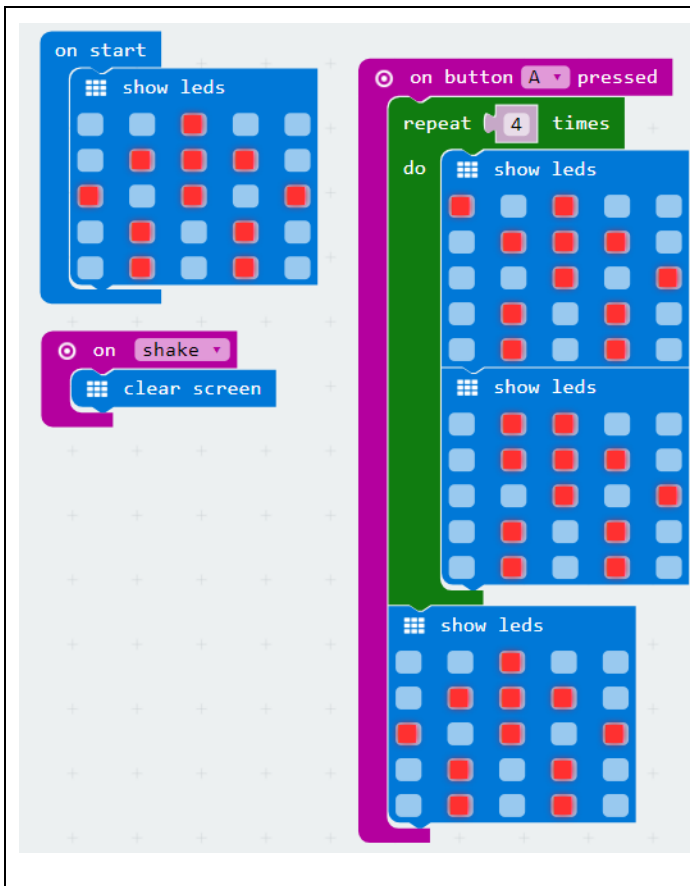 on start
show leds
on shake
clear screen
on button A pressed
repeat 4 times
do show leds
show leds
show leds